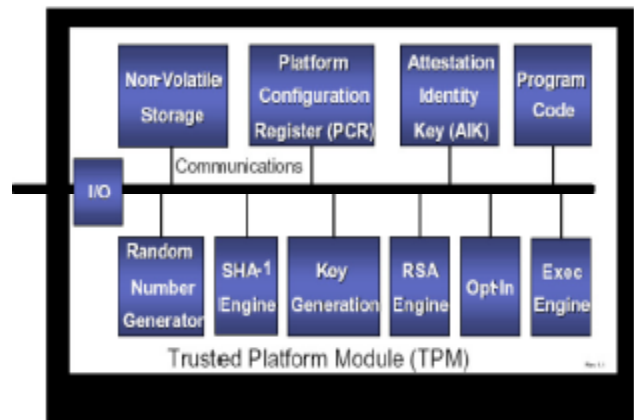 Non-Volatile
Storage
Platform
Configuration
Register (PCR)
Attestation
Identity
Key (AIK)
Program
Code
Communications
I/O
Random
Number
Generator
SHA-1
Engine
Key
Generation
RSA
Engine
Opt-In
Exec
Engine
Trusted Platform Module (TPM)